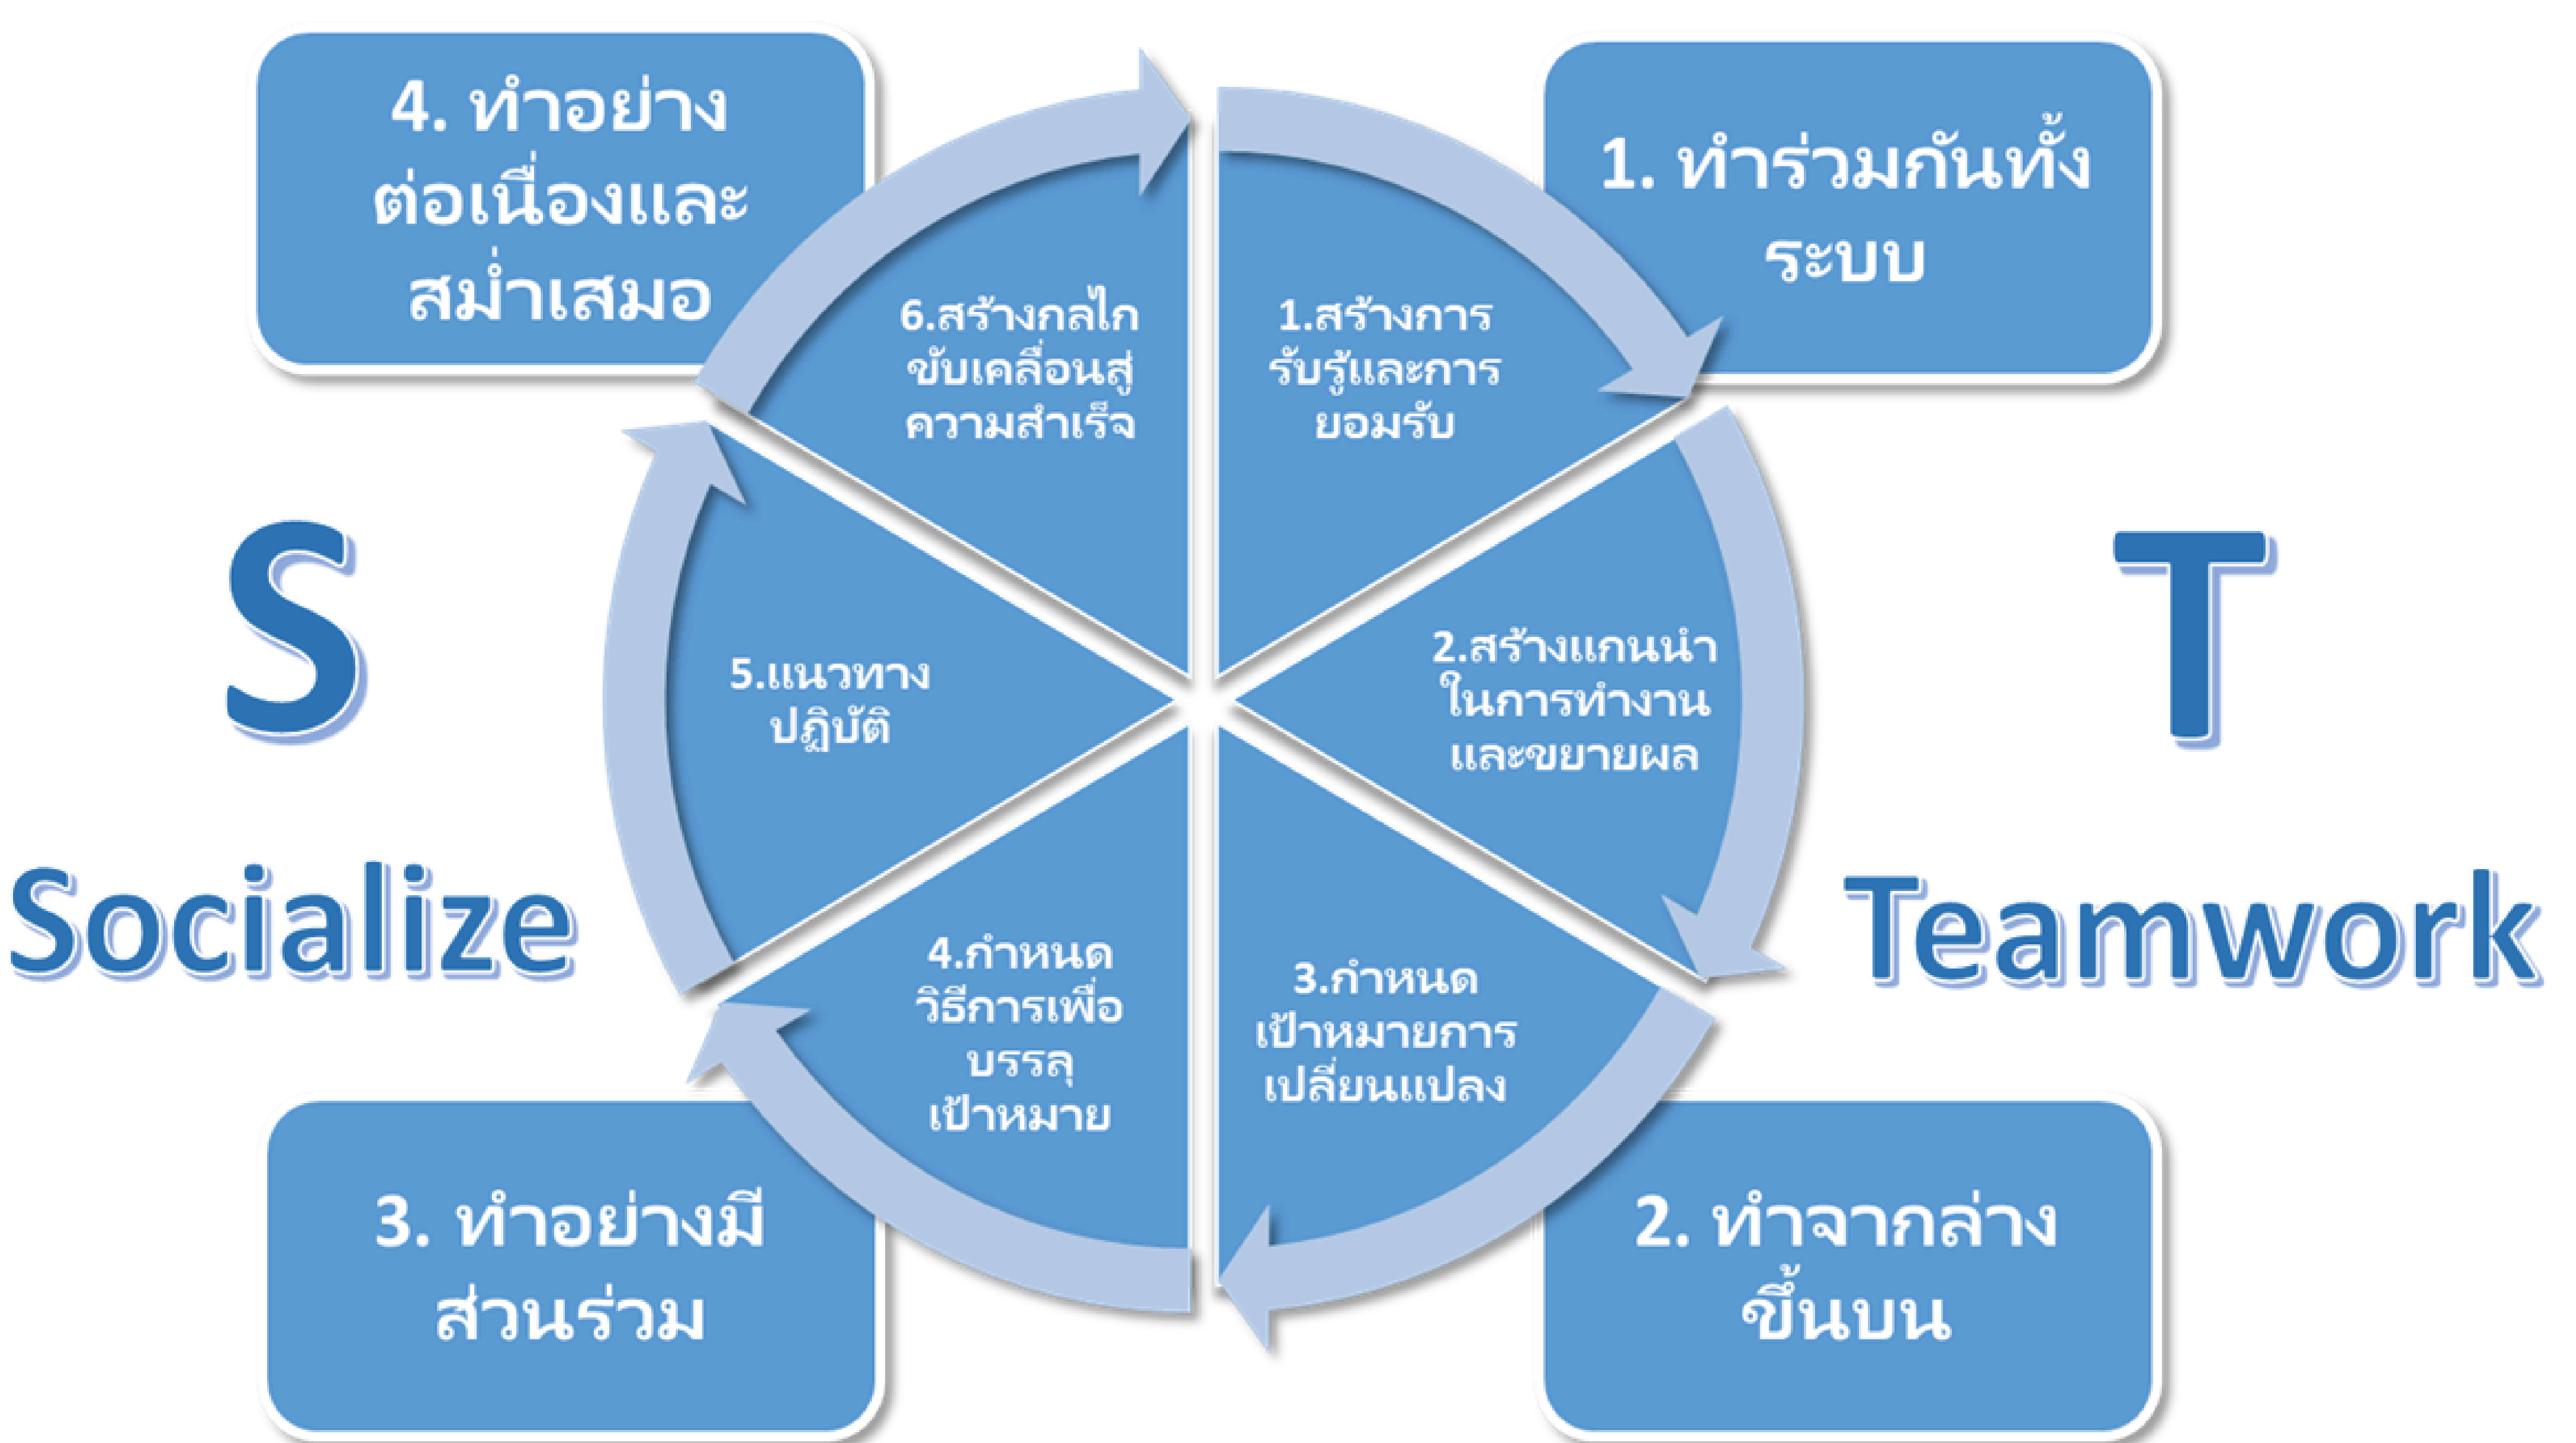 4. ทำอย่าง
ต่อเนื่องและ
สม่ำเสมอ
1. ทำร่วมกันทั้ง
ระบบ
6.สร้างกลไก
ขับเคลื่อนสู่
ความสำเร็จ
1.สร้างการ
รับรู้และการ
ยอมรับ
S
Socialize
5.แนวทาง
ปฏิบัติ
2.สร้างแกนนำ
ในการทำงาน
และขยายผล
T
Teamwork
4.กำหนด
วิธีการเพื่อ
บรรลุ
เป้าหมาย
3.กำหนด
เป้าหมายการ
เปลี่ยนแปลง
3. ทำอย่างมี
ส่วนร่วม
2. ทำจากล่าง
ขึ้นบน